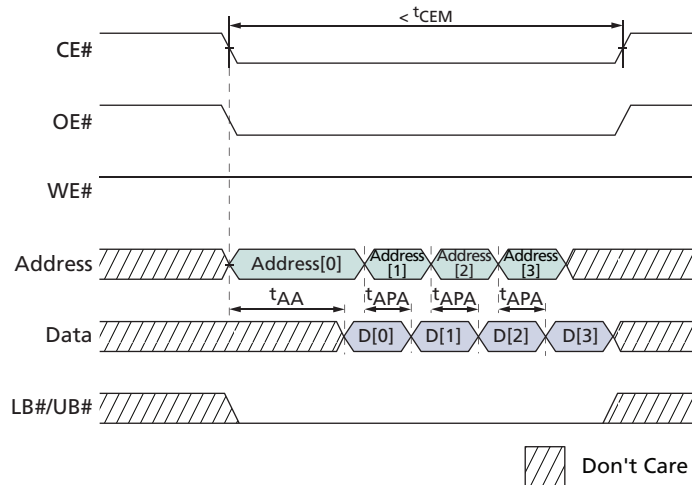 < tCEM
CE#
OE#
WE#
Address
Address[0]
Address
[1]
Address
[2]
Address
[3]
tAA
tAPA
tAPA
tAPA
Data
D[0]
D[1]
D[2]
D[3]
LB#/UB#
Don't Care